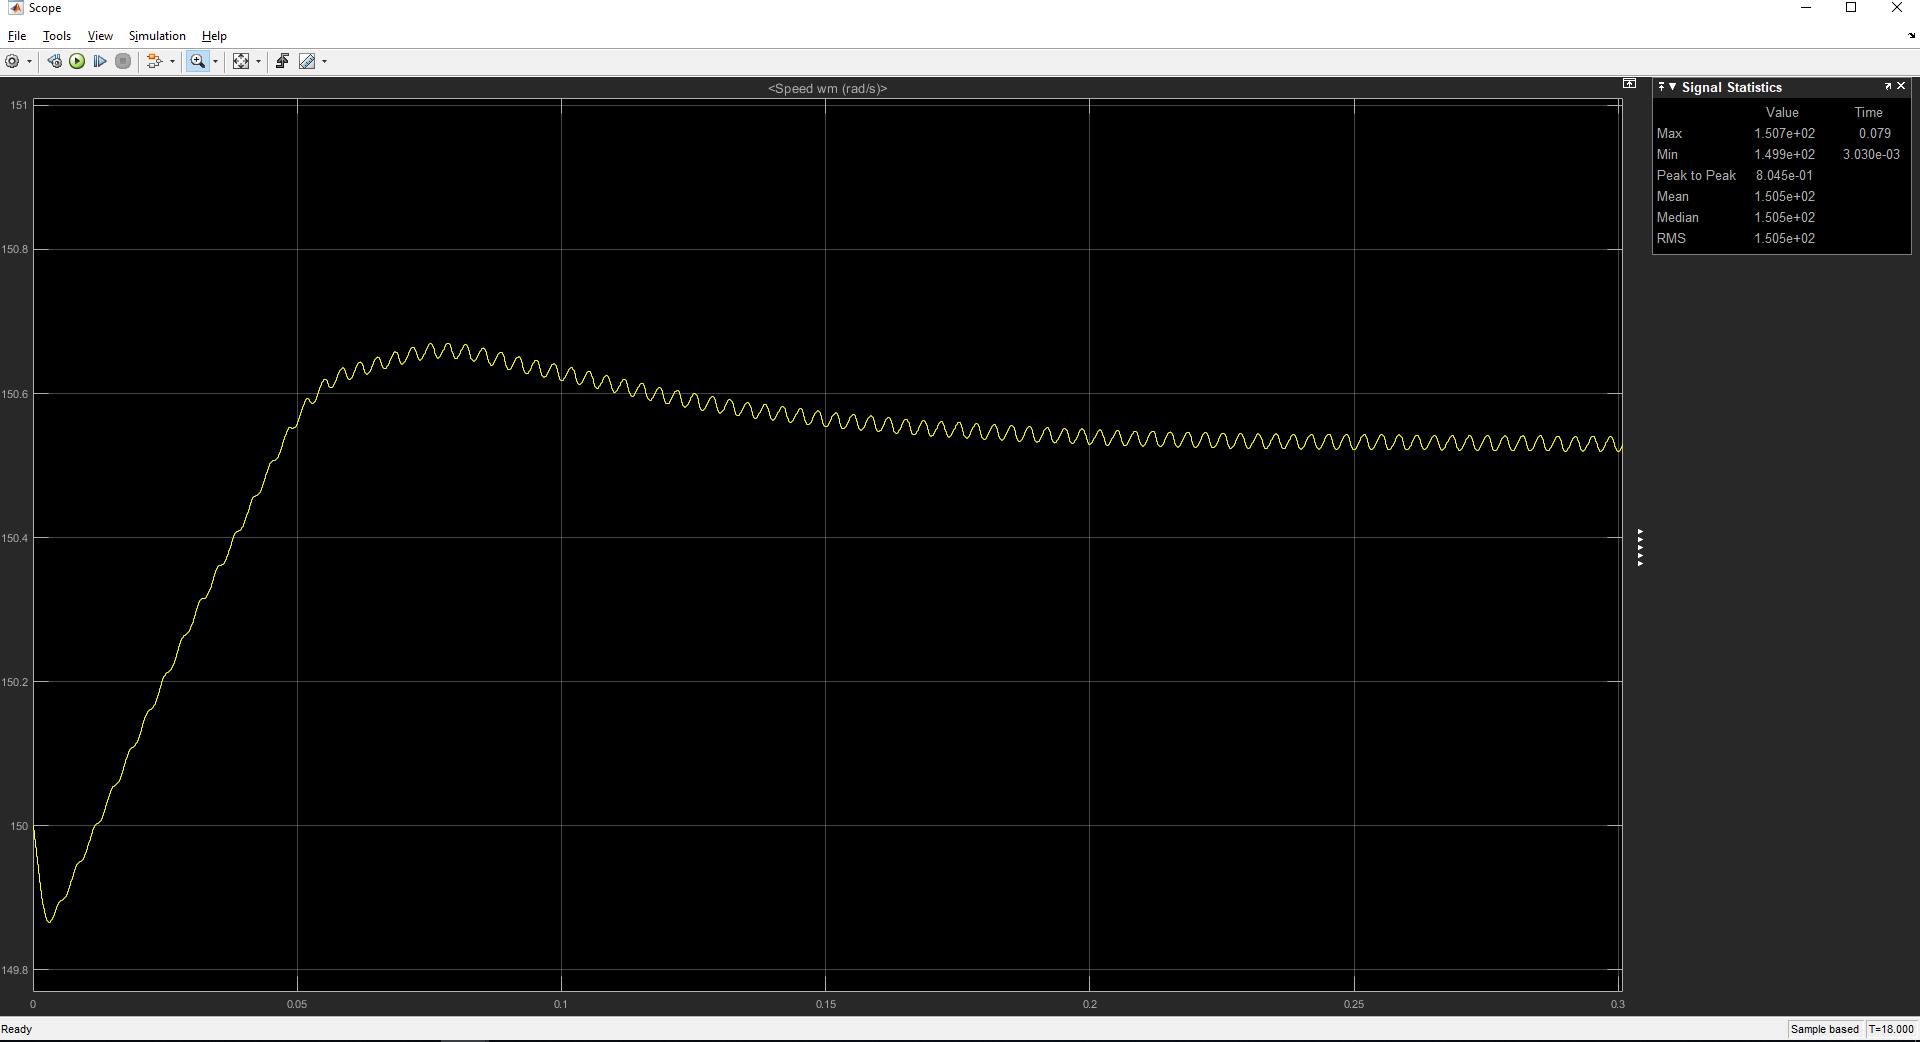 Scope
File Tools View Simulation Help
<Speed wm (rad/s)>
151
150.8
150.6
150.4
150.2
150
149.8
0 0.05 0.1 0.15 0.2 0.25 0.3
Signal Statistics
Value Time
Max 1.507e+02 0.079
Min 1.499e+02 3.030e-03
Peak to Peak 8.045e-01
Mean 1.505e+02
Median 1.505e+02
RMS 1.505e+02
Ready Sample based T=18.000